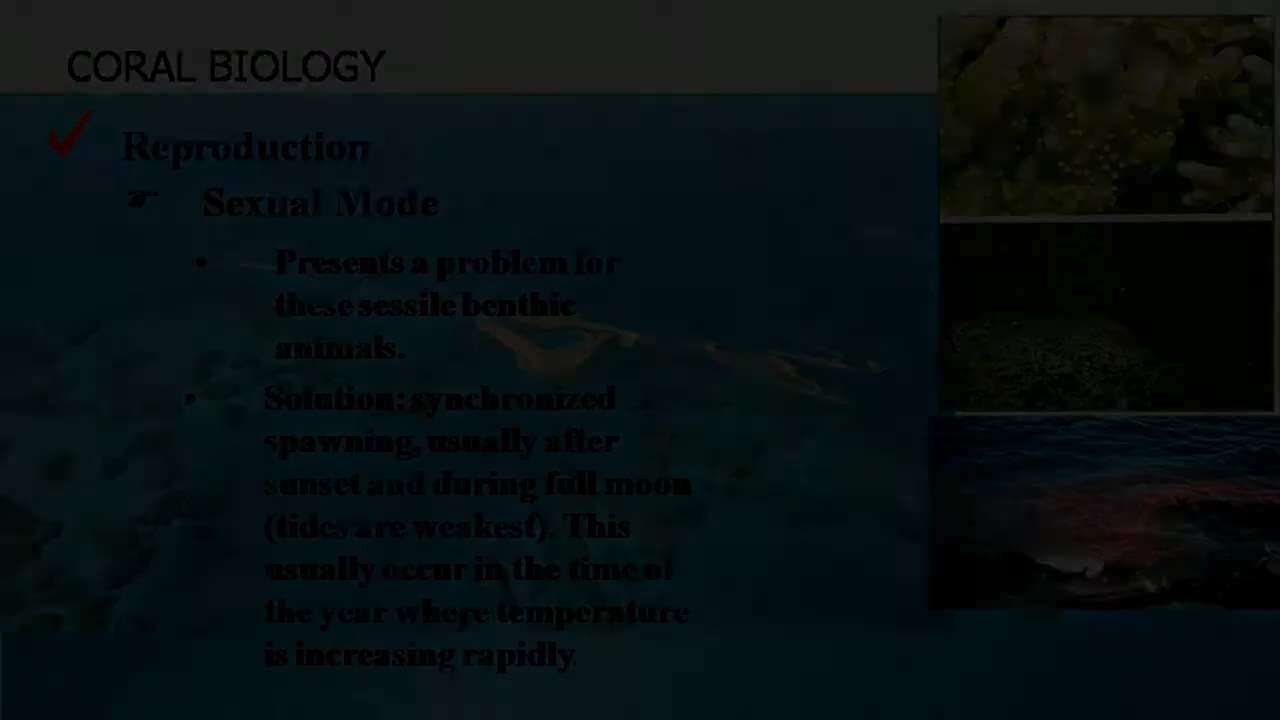 CORAL BIOLOGY
Reproduction
Sexual Mode
• Presents a problem for
these sessile benthic
animals.
• Solution: synchronized
spawning, usually after
sunset and during full moon
(tides are weakest). This
usually occur in the time of
the year where temperature
is increasing rapidly